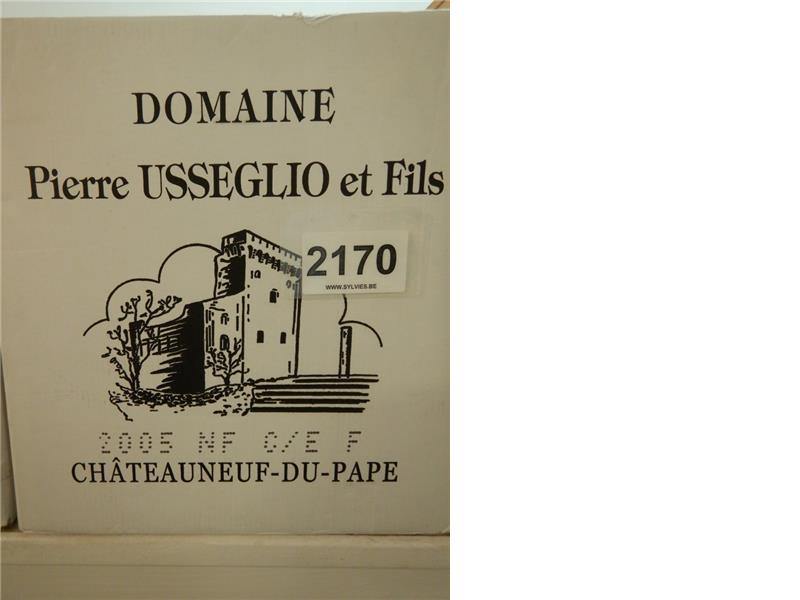 DOMAINE
Pierre USSEGLIO et Fils
2170
WWW.SYLVIES.BE
2005 NF C/E F
CHÂTEAUNEUF-DU-PAPE